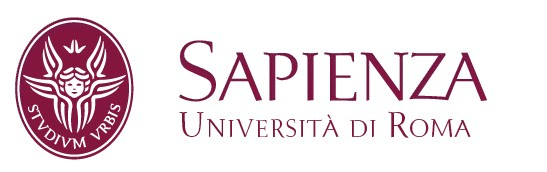 SAPIENZA
UNIVERSITÀ DI ROMA
STVDIVM VRBIS